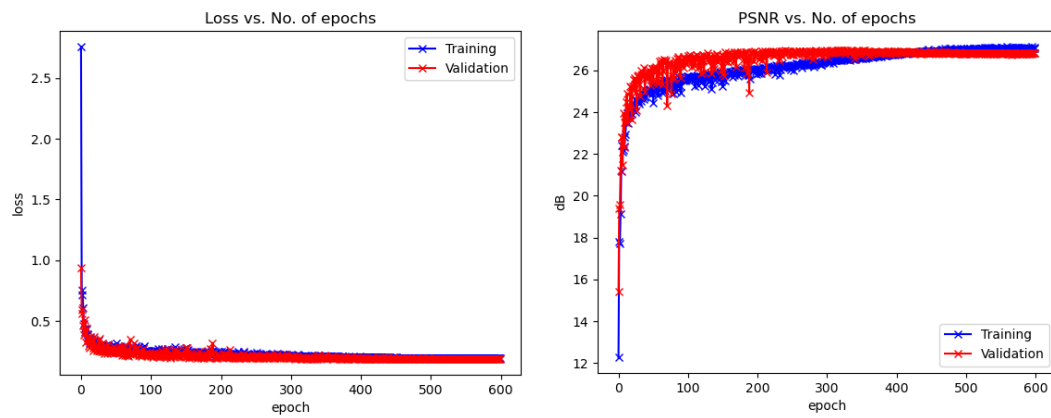 Loss vs. No. of epochs
Training
Validation
2.5
2.0
1.5
1.0
0.5
loss
0
100
200
300
400
500
600
epoch
PSNR vs. No. of epochs
26
24
22
20
18
16
14
12
dB
Training
Validation
0
100
200
300
400
500
600
epoch